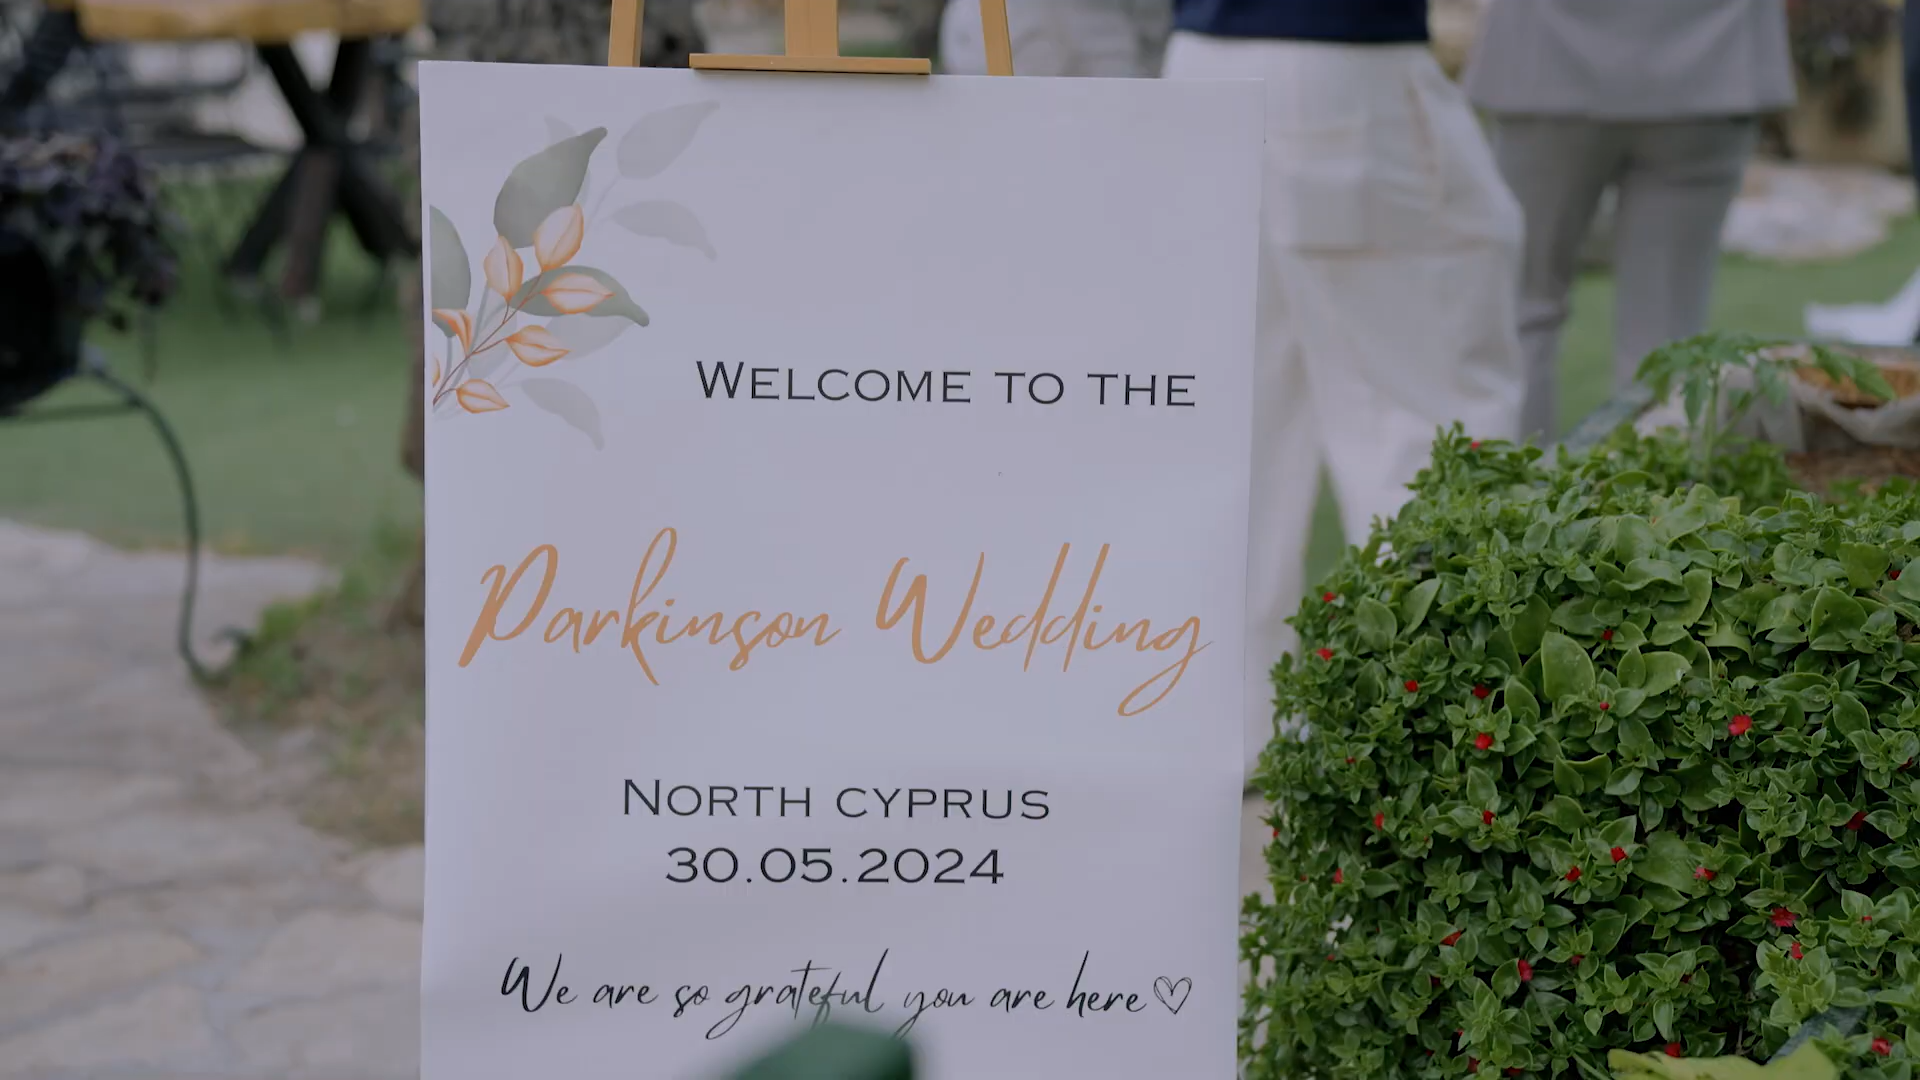 WELCOME TO THE
Parkinson Wedding
NORTH CYPRUS
30.05.2024
We are so grateful you are here♡